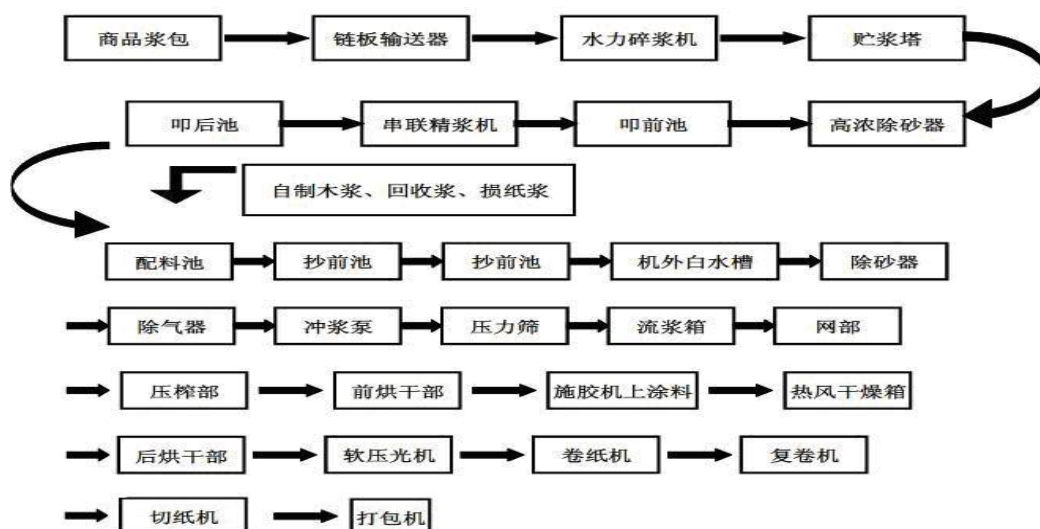 商品浆包 链板输送器 水力碎浆机 贮浆塔
叩后池 串联精浆机 叩前池 高浓除砂器
自制木浆、回收浆、损纸浆
配料池 抄前池 抄前池 机外白水槽 除砂器
除气器 冲浆泵 压力筛 流浆箱 网部
压榨部 前烘干部 施胶机上涂料 热风干燥箱
后烘干部 软压光机 卷纸机 复卷机
切纸机 打包机